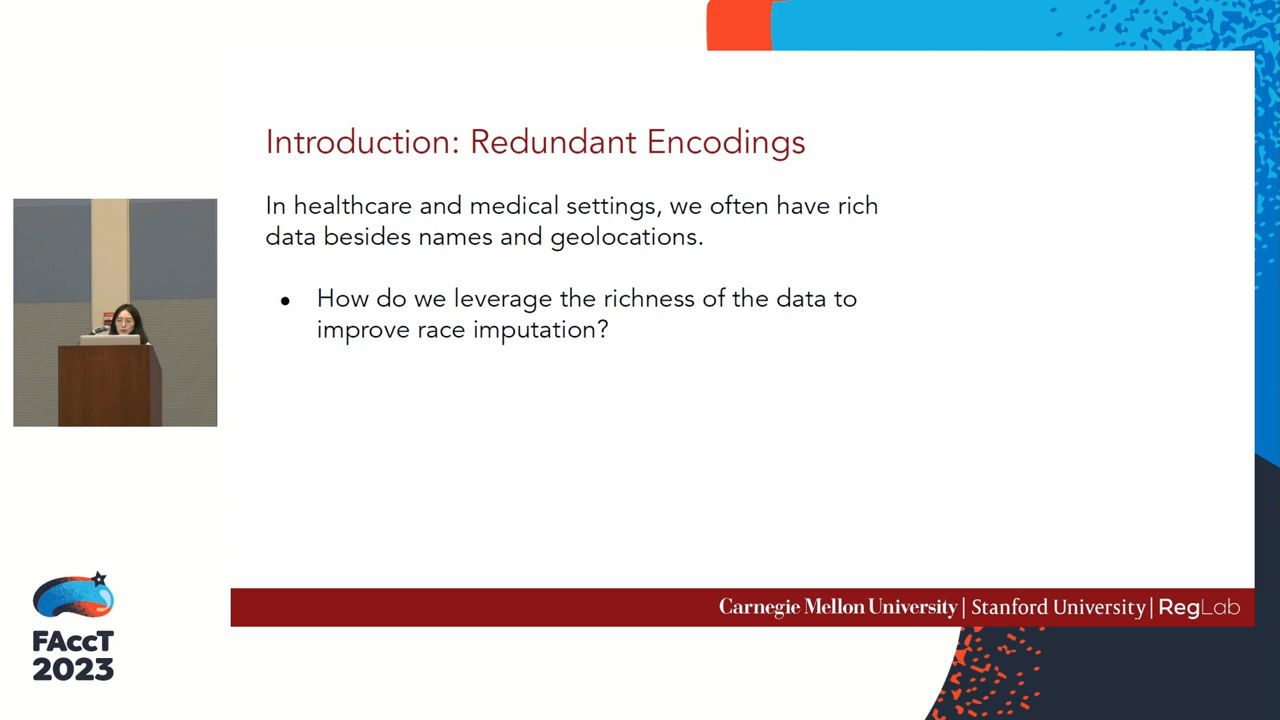 Introduction: Redundant Encodings
In healthcare and medical settings, we often have rich
data besides names and geolocations.
● How do we leverage the richness of the data to
improve race imputation?
Carnegie Mellon University | Stanford University | RegLab
FAccT
2023